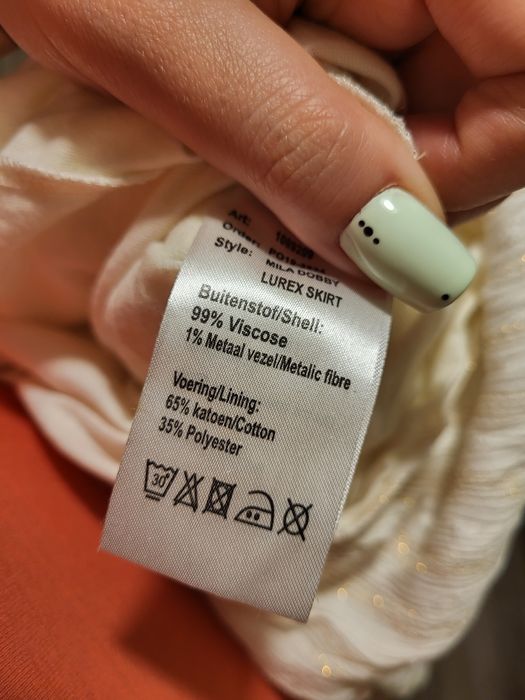 Art:
Order:
Style: MILA DOBBY
LUREX SKIRT
Buitenstof/Shell:
99% Viscose
1% Metaal vezel/Metalic fibre
Voering/Lining:
65% katoen/Cotton
35% Polyester
30